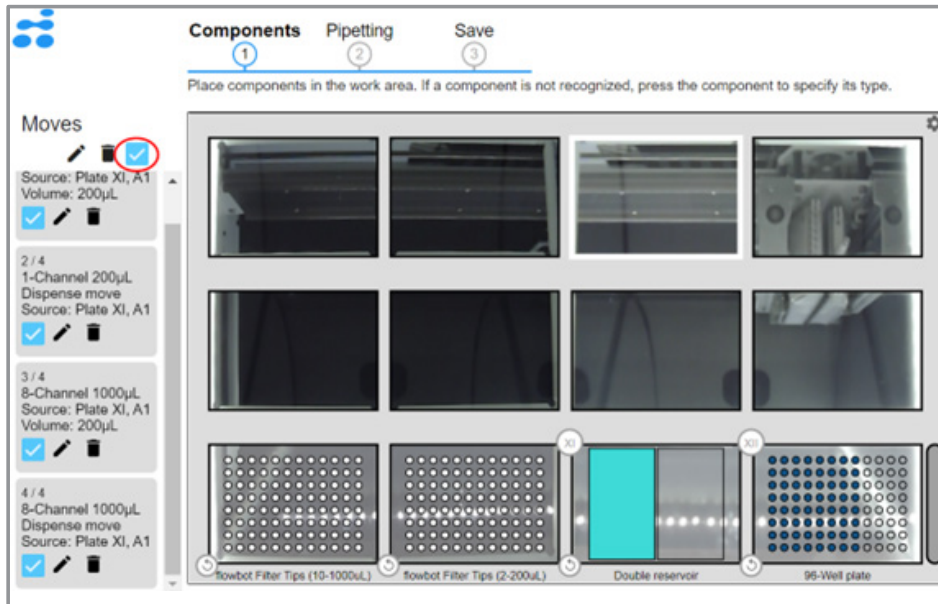 Components Pipetting Save
1 2 3
Place components in the work area. If a component is not recognized, press the component to specify its type.
Moves
Source: Plate XI, A1
Volume: 200µL
2 / 4
1-Channel 200µL
Dispense move
Source: Plate XI, A1
3 / 4
8-Channel 1000µL
Source: Plate XI, A1
Volume: 200µL
4 / 4
8-Channel 1000µL
Dispense move
Source: Plate XI, A1
XI XII
flowbot Filter Tips (10-1000uL) flowbot Filter Tips (2-200uL) Double reservoir 96-Well plate